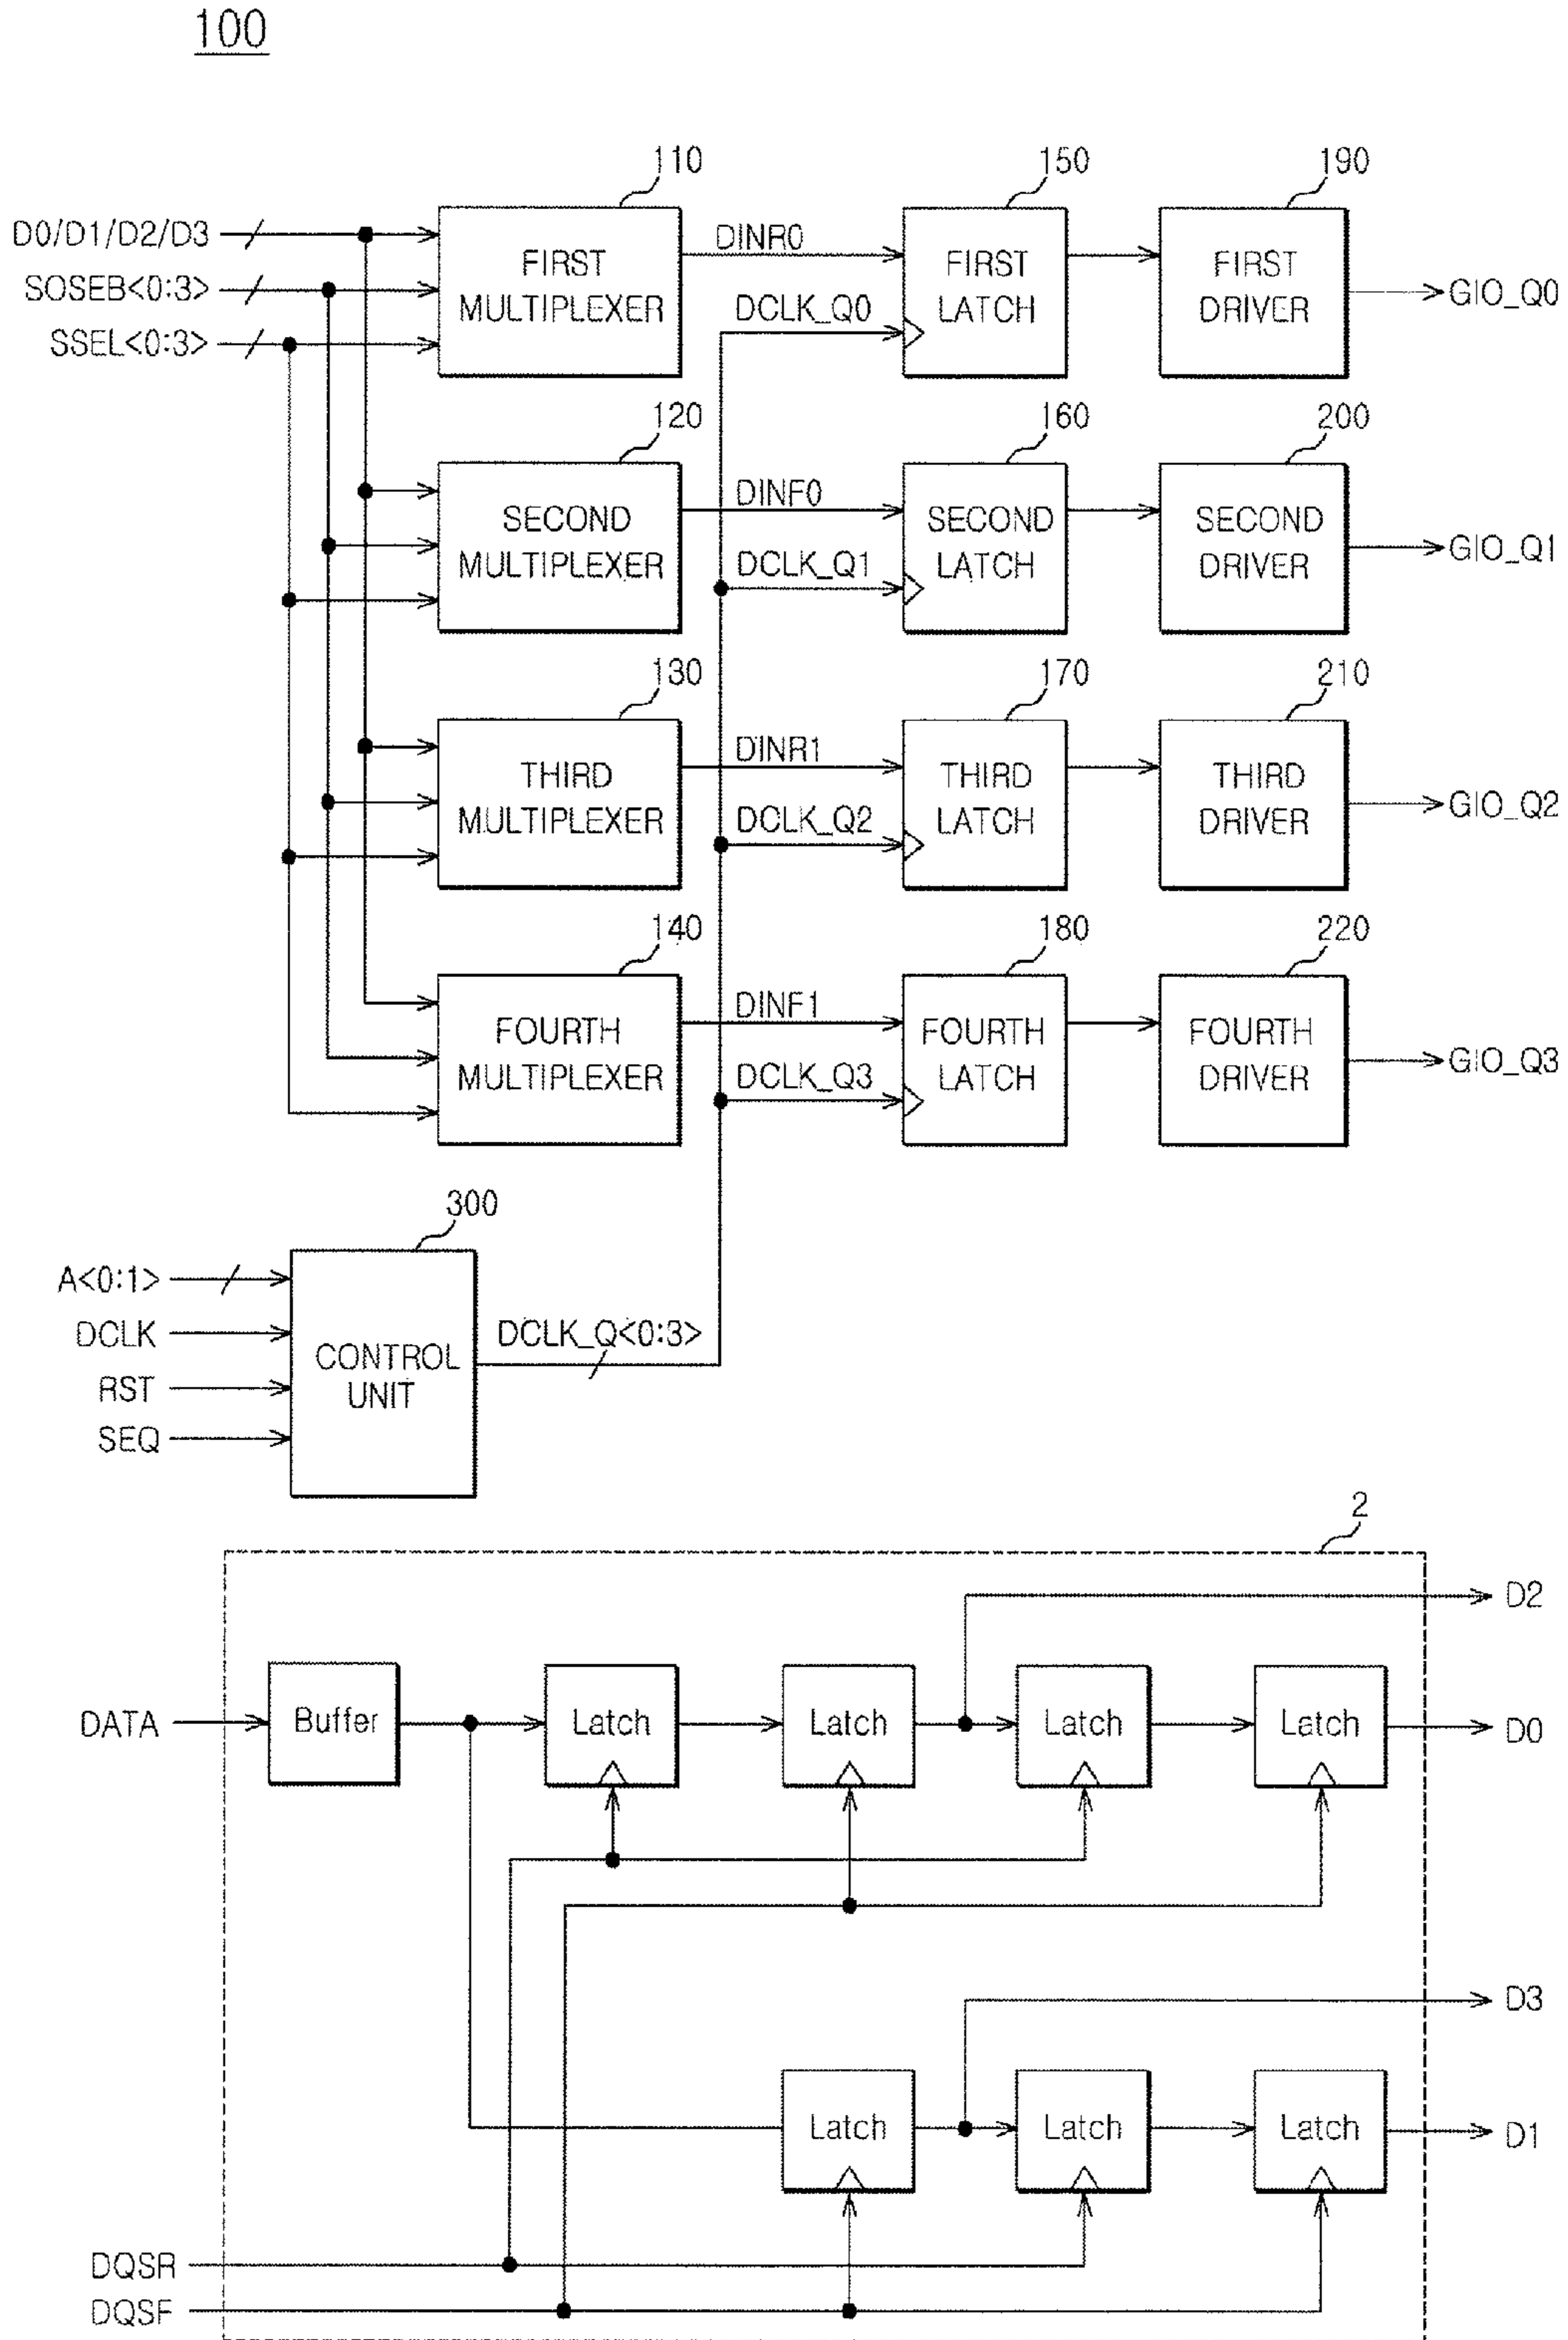 100
110
150
190
D0/D1/D2/D3
SOSEB<0:3>
SSEL<0:3>
FIRST
MULTIPLEXER
DINR0
DCLK_Q0
FIRST
LATCH
FIRST
DRIVER
GIO_Q0
120
160
200
SECOND
MULTIPLEXER
DINF0
DCLK_Q1
SECOND
LATCH
SECOND
DRIVER
GIO_Q1
130
170
210
THIRD
MULTIPLEXER
DINR1
DCLK_Q2
THIRD
LATCH
THIRD
DRIVER
GIO_Q2
140
180
220
FOURTH
MULTIPLEXER
DINF1
DCLK_Q3
FOURTH
LATCH
FOURTH
DRIVER
GIO_Q3
300
A<0:1>
DCLK
RST
SEQ
CONTROL
UNIT
DCLK_Q<0:3>
2
D2
DATA
Buffer
Latch
Latch
Latch
Latch
D0
D3
Latch
Latch
Latch
D1
DQSR
DQSF